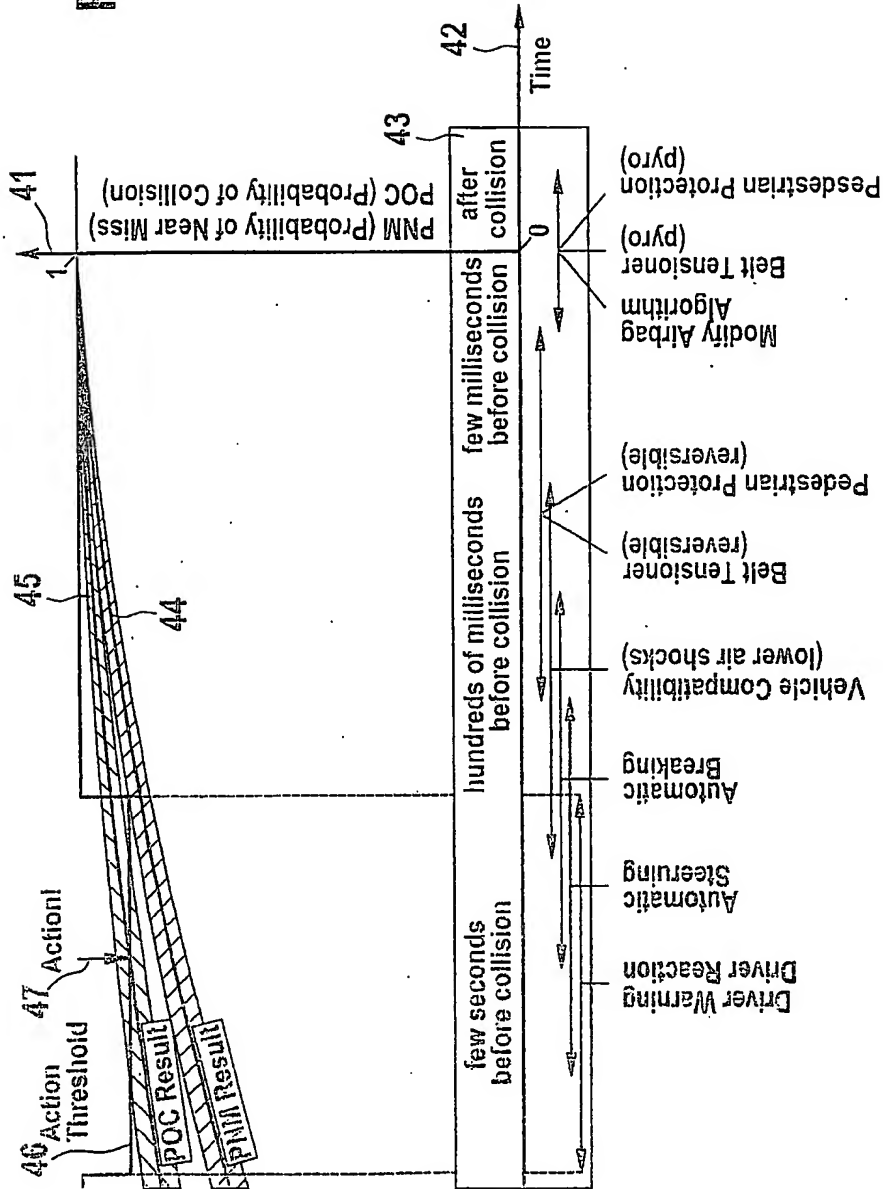 41
1
PNM (Probability of Near Miss)
POC (Probability of Collision)
42
Time
43
0
45
44
46
Action
Threshold
47
Action!
POC Result
PNM Result
few seconds
before collision
hundreds of milliseconds
before collision
few milliseconds
before collision
after
collision
Driver Warning
Driver Reaction
Automatic
Steeruing
Automatic
Breaking
Vehicle Compatibility
(lower air shocks)
Belt Tensioner
(reversible)
Pedestrian Protection
(reversible)
Modify Airbag
Algorithm
Belt Tensioner
(pyro)
Pesdestrian Protection
(pyro)